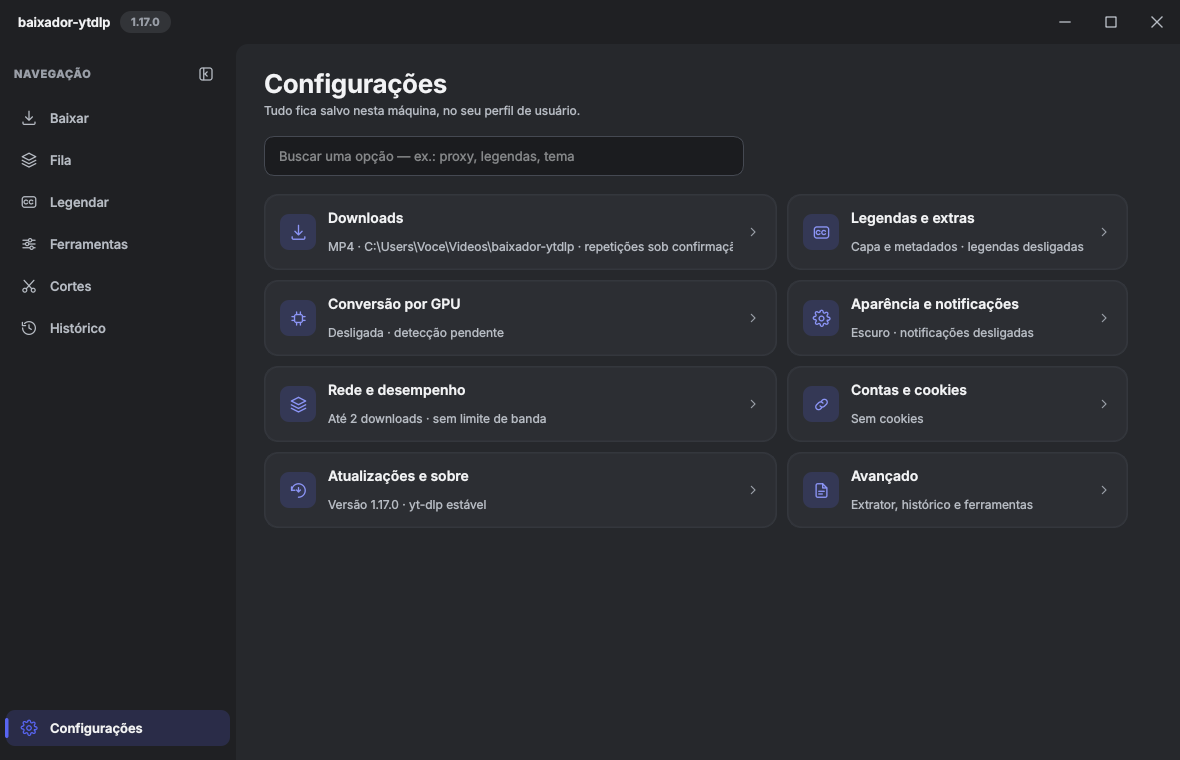 baixador-ytdlp 1.17.0
NAVEGAÇÃO
Baixar
Fila
Legendar
Ferramentas
Cortes
Histórico
Configurações
Configurações
Tudo fica salvo nesta máquina, no seu perfil de usuário.
Buscar uma opção — ex.: proxy, legendas, tema
Downloads
MP4 · C:\Users\Voce\Videos\baixador-ytdlp · repetições sob confirmaçã
Legendas e extras
Capa e metadados · legendas desligadas
Conversão por GPU
Desligada · detecção pendente
Aparência e notificações
Escuro · notificações desligadas
Rede e desempenho
Até 2 downloads · sem limite de banda
Contas e cookies
Sem cookies
Atualizações e sobre
Versão 1.17.0 · yt-dlp estável
Avançado
Extrator, histórico e ferramentas